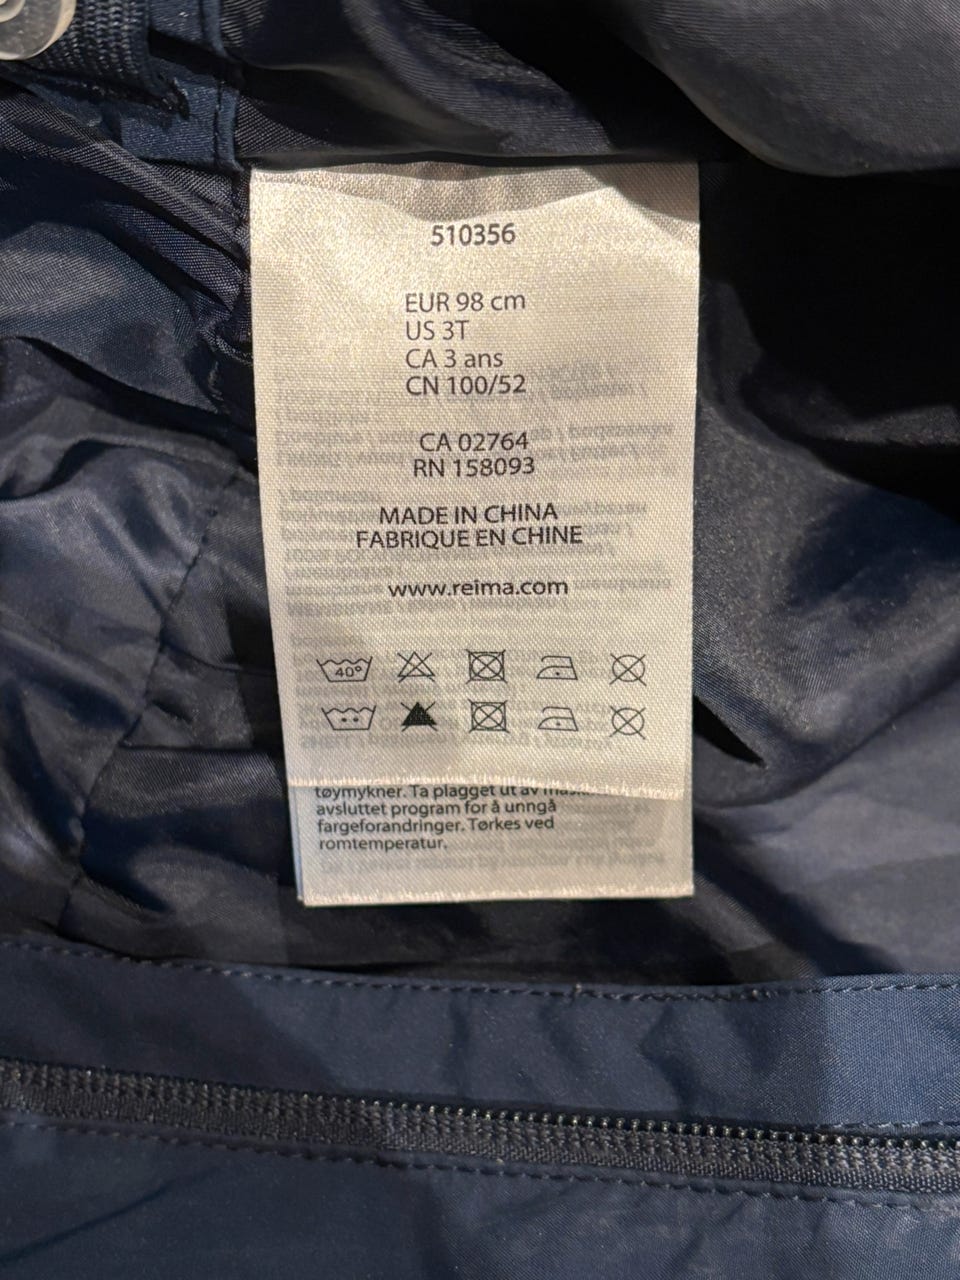 510356
EUR 98 cm
US 3T
CA 3 ans
CN 100/52
CA 02764
RN 158093
MADE IN CHINA
FABRIQUE EN CHINE
www.reima.com
40°
tøymykner. Ta plagget ut av
avsluttet program for å unngå
fargeforandringer. Tørkes ved
romtemperatur.